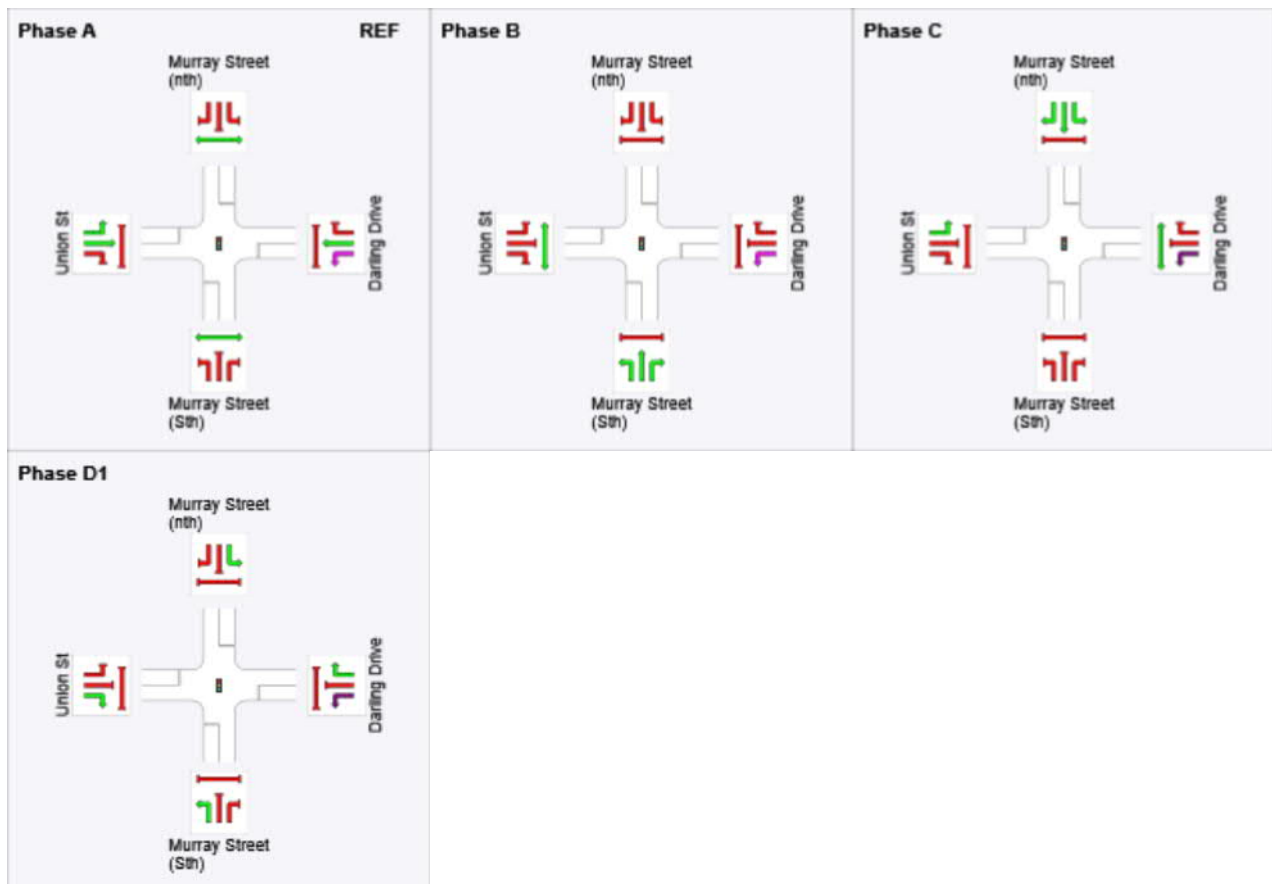 Phase A
REF
Murray Street
(nth)
Union St
Darling Drive
Murray Street
(Sth)
Phase B
Murray Street
(nth)
Union St
Darling Drive
Murray Street
(Sth)
Phase C
Murray Street
(nth)
Union St
Darling Drive
Murray Street
(Sth)
Phase D1
Murray Street
(nth)
Union St
Darling Drive
Murray Street
(Sth)